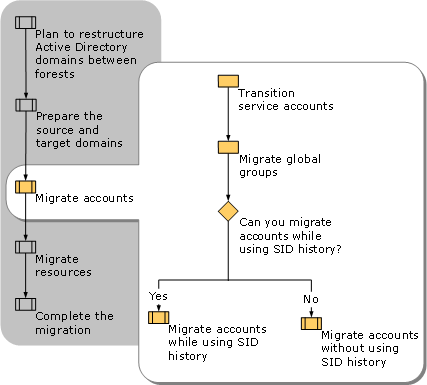 Plan to restructure
Active Directory
domains between
forests
Prepare the
source and
target domains
Migrate accounts
Migrate
resources
Complete the
migration
Transition
service accounts
Migrate global
groups
Can you migrate
accounts while
using SID history?
Yes
No
Migrate accounts
while using SID
history
Migrate accounts
without using
SID history